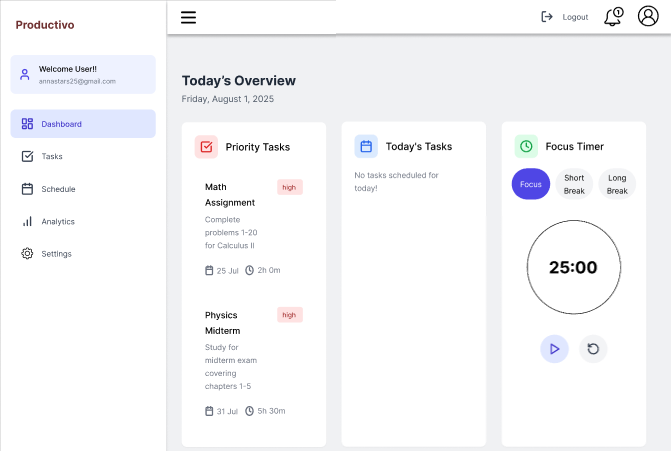 Productivo
Logout
1
Welcome User!!
annastars25@gmail.com
Dashboard
Tasks
Schedule
Analytics
Settings
Today's Overview
Friday, August 1, 2025
Priority Tasks
Math
Assignment
high
Complete
problems 1-20
for Calculus II
25 Jul 2h 0m
Physics
Midterm
high
Study for
midterm exam
covering
chapters 1-5
31 Jul 5h 30m
Today's Tasks
No tasks scheduled for
today!
Focus Timer
Focus
Short
Break
Long
Break
25:00